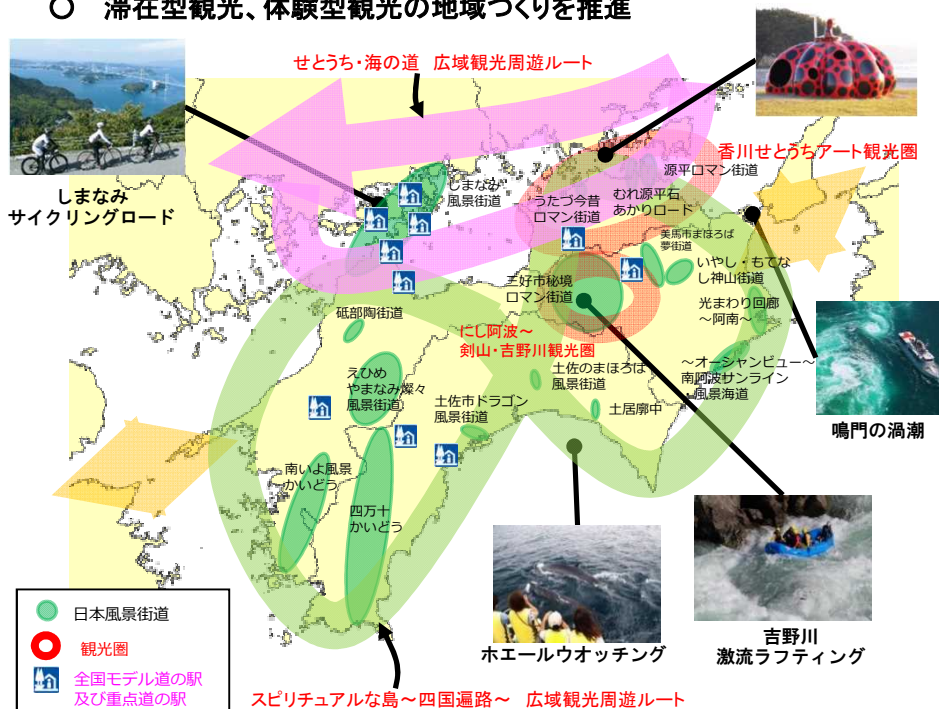 ○ 滞在型観光、体験型観光の地域づくりを推進
せとうち・海の道 広域観光周遊ルート
しまなみ
サイクリングロード
香川せとうちアート観光圏
源平ロマン街道
しまなみ
風景街道
うたづ今昔
ロマン街道
むれ源平石
あかりロード
美馬市まほろば
夢街道
いやし・もてな
し神山街道
三好市秘境
ロマン街道
光まわり回廊
～阿南～
砥部陶街道
にし阿波～
剣山・吉野川観光圏
えひめ
やまなみ燦々
風景街道
土佐のまほろば
風景街道
～オーシャンビュー～
南阿波サンライン
・風景海道
土佐市ドラゴン
風景街道
土居廓中
鳴門の渦潮
南いよ風景
かいどう
四万十
かいどう
日本風景街道
観光圏
全国モデル道の駅
及び重点道の駅
ホエールウオッチング
吉野川
激流ラフティング
スピリチュアルな島～四国遍路～ 広域観光周遊ルート